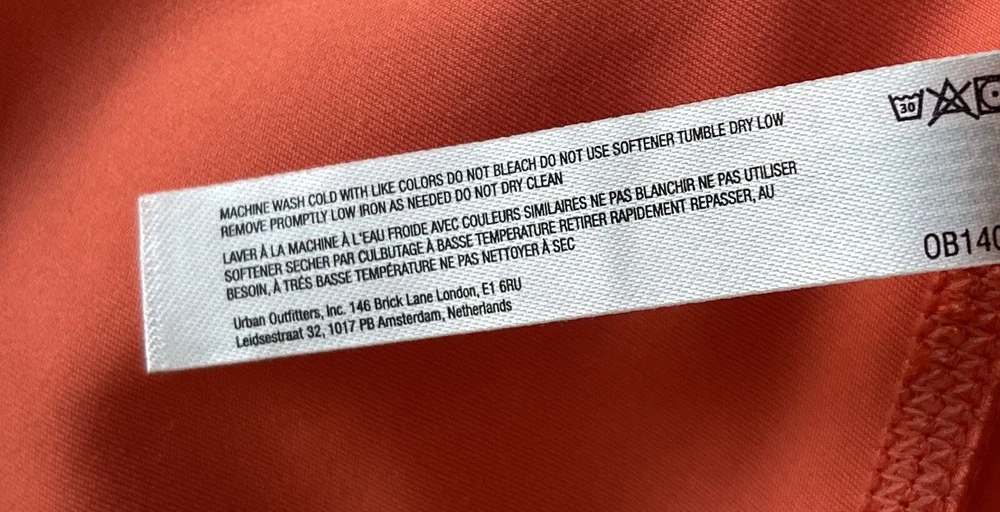 MACHINE WASH COLD WITH LIKE COLORS DO NOT BLEACH DO NOT USE SOFTENER TUMBLE DRY LOW
REMOVE PROMPTLY LOW IRON AS NEEDED DO NOT DRY CLEAN
LAVER À LA MACHINE À L'EAU FROIDE AVEC COULEURS SIMILAIRES NE PAS BLANCHIR NE PAS UTILISER
SOFTENER SECHER PAR CULBUTAGE À BASSE TEMPERATURE RETIRER RAPIDEMENT REPASSER, AU
BESOIN, À TRÉS BASSE TEMPÉRATURE NE PAS NETTOYER À SEC
Urban Outfitters, Inc. 146 Brick Lane London, E1 6RU
Leidsestraat 32, 1017 PB Amsterdam, Netherlands
30
OB140